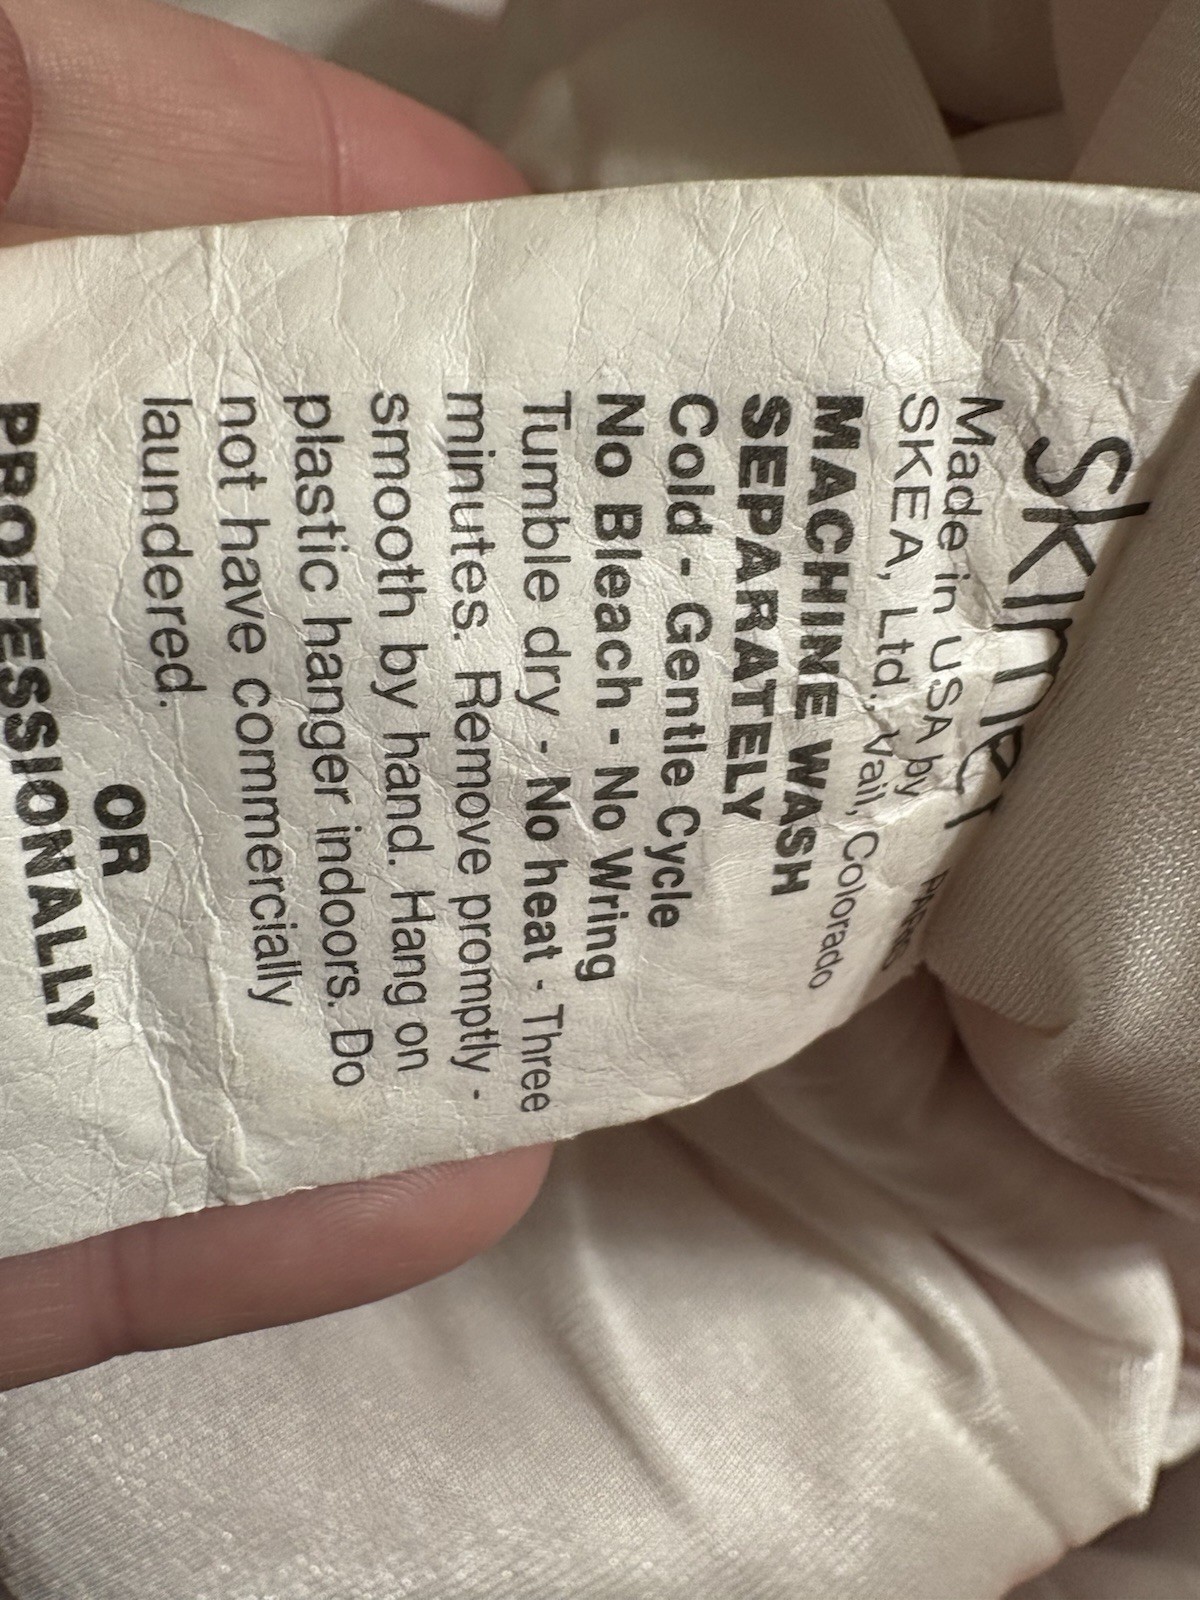 Made in USA by
SKEA, Ltd., Vail, Colorado
MACHINE WASH
SEPARATELY
Cold - Gentle Cycle
No Bleach - No Wring
Tumble dry - No heat - Three
minutes. Remove promptly -
smooth by hand. Hang on
plastic hanger indoors. Do
not have commercially
laundered.
OR
PROFESSIONALLY